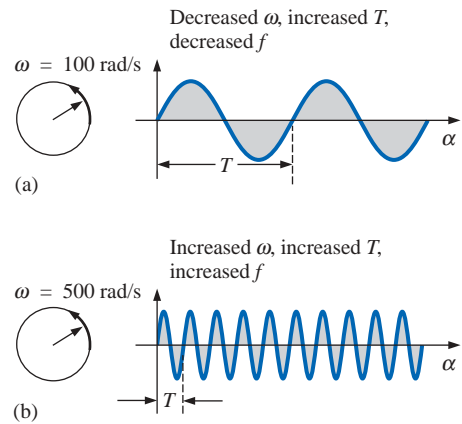 Decreased ω, increased T,
decreased f
ω = 100 rad/s
α
T
(a)
Increased ω, increased T,
increased f
ω = 500 rad/s
α
T
(b)